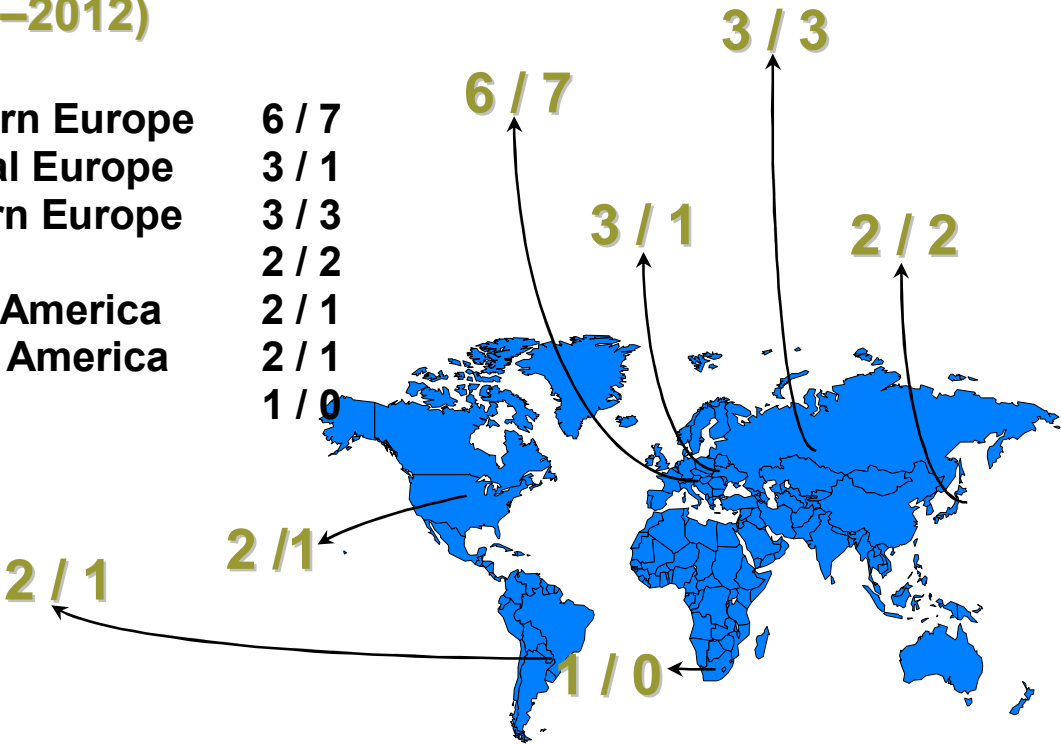 –2012)
rn Europe 6 / 7
al Europe 3 / 1
rn Europe 3 / 3
2 / 2
America 2 / 1
America 2 / 1
1 / 0
3 / 3
6 / 7
3 / 1
2 / 2
2 /1
2 / 1
1 / 0